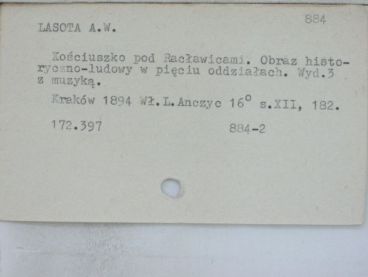 884
LASOTA A.W.
Kościuszko pod Racławicami. Obraz histo-
ryczno-ludowy w pięciu oddziałach. Wyd.3
z muzyką.
Kraków 1894 Wł.L.Anczyc 16° s.XII, 182.
172.397 884-2